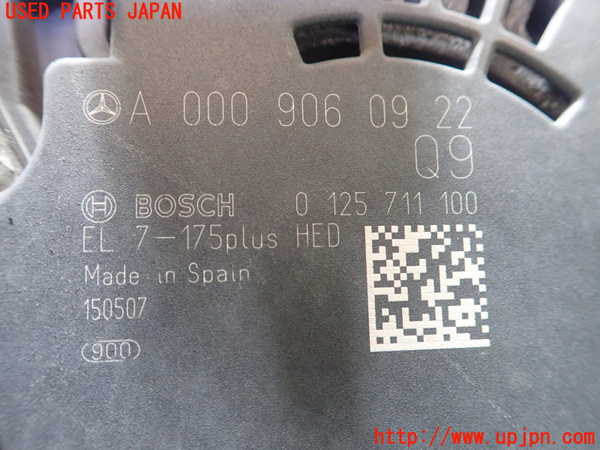 USED PARTS JAPAN
A 000 906 09 22
Q9
BOSCH 0 125 711 100
EL 7-175plus HED
Made in Spain
150507
900
http://www.upjpn.com/